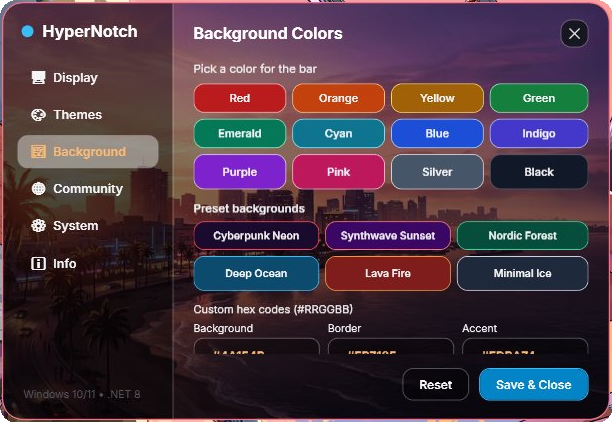 HyperNotch
Display
Themes
Background
Community
System
Info
Windows 10/11 • .NET 8
Background Colors
Pick a color for the bar
Red Orange Yellow Green
Emerald Cyan Blue Indigo
Purple Pink Silver Black
Preset backgrounds
Cyberpunk Neon Synthwave Sunset Nordic Forest
Deep Ocean Lava Fire Minimal Ice
Custom hex codes (#RRGGBB)
Background Border Accent
Reset Save & Close